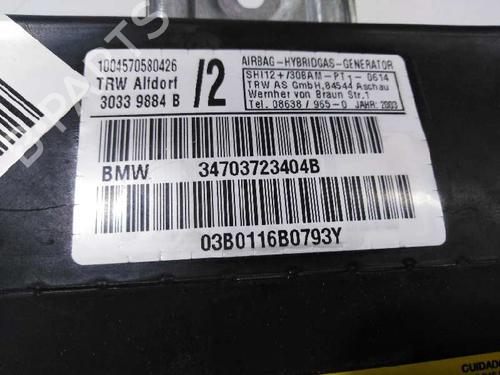 1004570580426
TRW Alfdorf
3033 9884 B
/2
AIRBAG-HYBRIDGAS-GENERATOR
SHI12+/30BAM-PT1-0614
TRW AS GmbH,84544 Aschau
Wernher von Braun Str.1
Tel. 08638/965-0 JAHR: 2003
BMW 34703723404B
03B0116B0793Y
CUIDADO
B PARTS